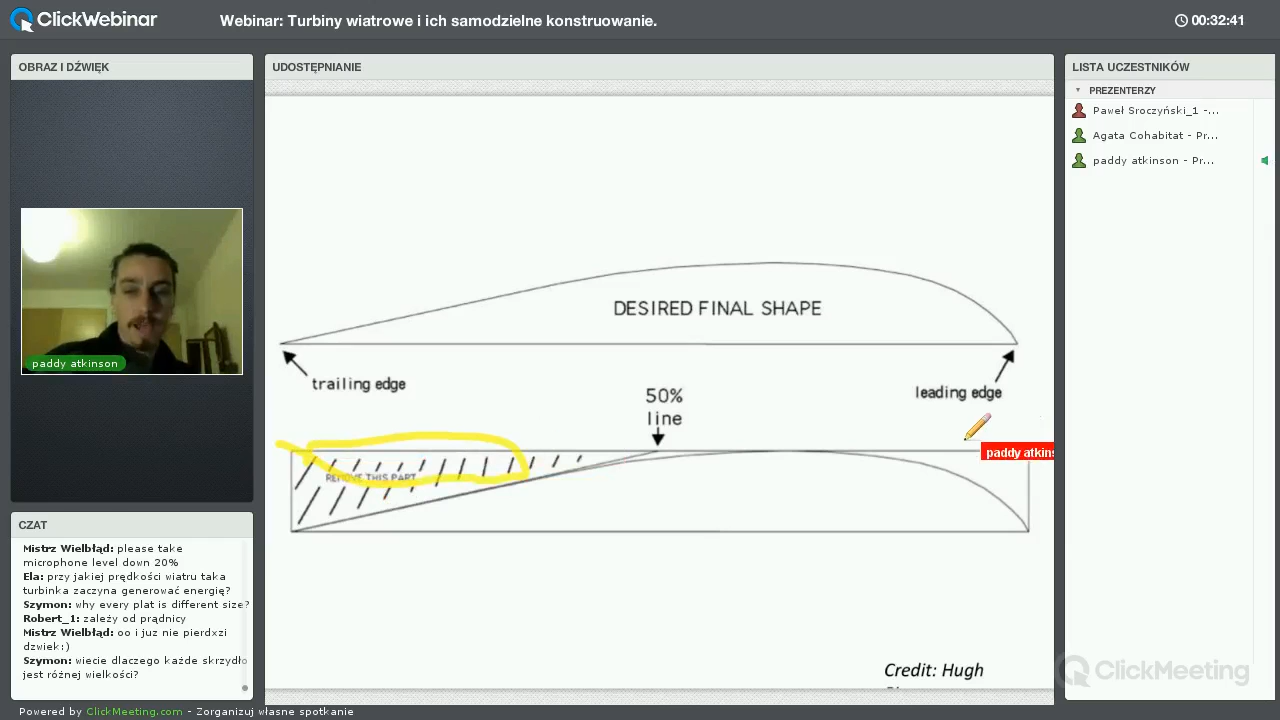 ClickWebinar
Webinar: Turbiny wiatrowe i ich samodzielne konstruowanie.
00:32:41
OBRAZ I DŹWIĘK
paddy atkinson
CZAT
Mistrz Wielbłąd: please take
microphone level down 20%
Ela: przy jakiej prędkości wiatru taka
turbinka zaczyna generować energię?
Szymon: why every plat is different size?
Robert_1: zależy od prądnicy
Mistrz Wielbłąd: oo i juz nie pierdxzi
dzwiek:)
Szymon: wiecie dlaczego każde skrzydło
jest różnej wielkości?
UDOSTĘPNIANIE
DESIRED FINAL SHAPE
trailing edge
leading edge
50%
line
REMOVE THIS PART
paddy atkins
Credit: Hugh
LISTA UCZESTNIKÓW
PREZENTERZY
Paweł Sroczyński_1 -...
Agata Cohabitat - Pr...
paddy atkinson - Pr...
ClickMeeting
Powered by ClickMeeting.com - Zorganizuj własne spotkanie